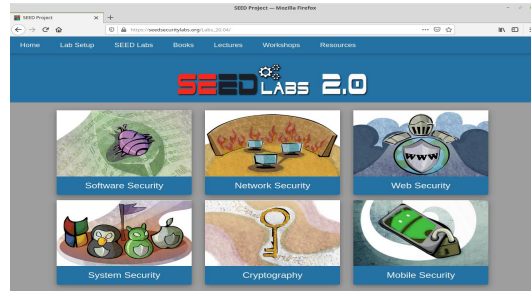 SEED Project — Mozilla Firefox
SEED Project
https://seedsecuritylabs.org/Labs_20.04/
Home Lab Setup SEED Labs Books Lectures Workshops Resources
SEED LABS 2.0
Software Security Network Security Web Security
WWW
System Security Cryptography Mobile Security